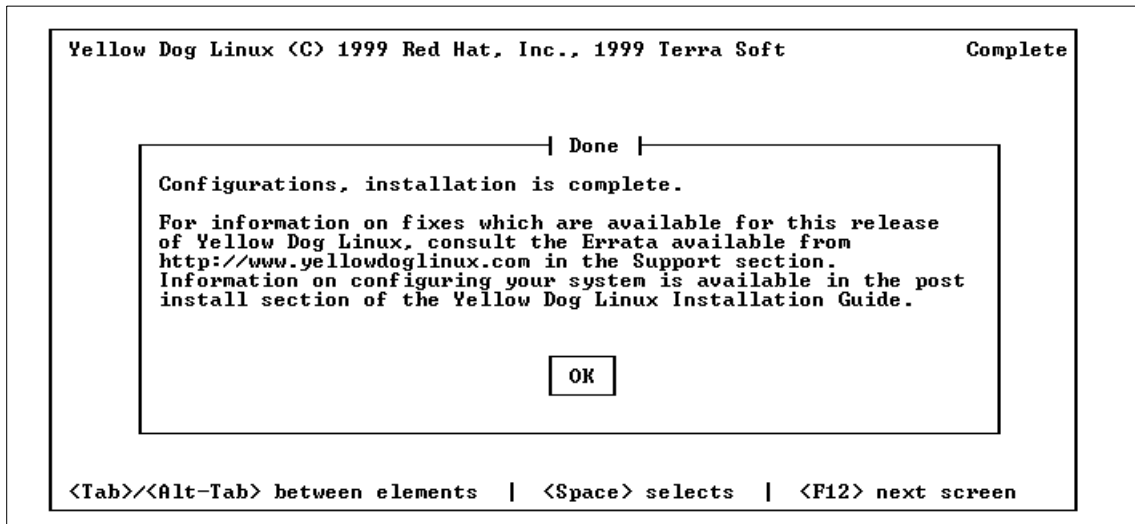 Yellow Dog Linux (C) 1999 Red Hat, Inc., 1999 Terra Soft Complete
Done
Configurations, installation is complete.
For information on fixes which are available for this release
of Yellow Dog Linux, consult the Errata available from
http://www.yellowdoglinux.com in the Support section.
Information on configuring your system is available in the post
install section of the Yellow Dog Linux Installation Guide.
OK
<Tab>/<Alt-Tab> between elements | <Space> selects | <F12> next screen